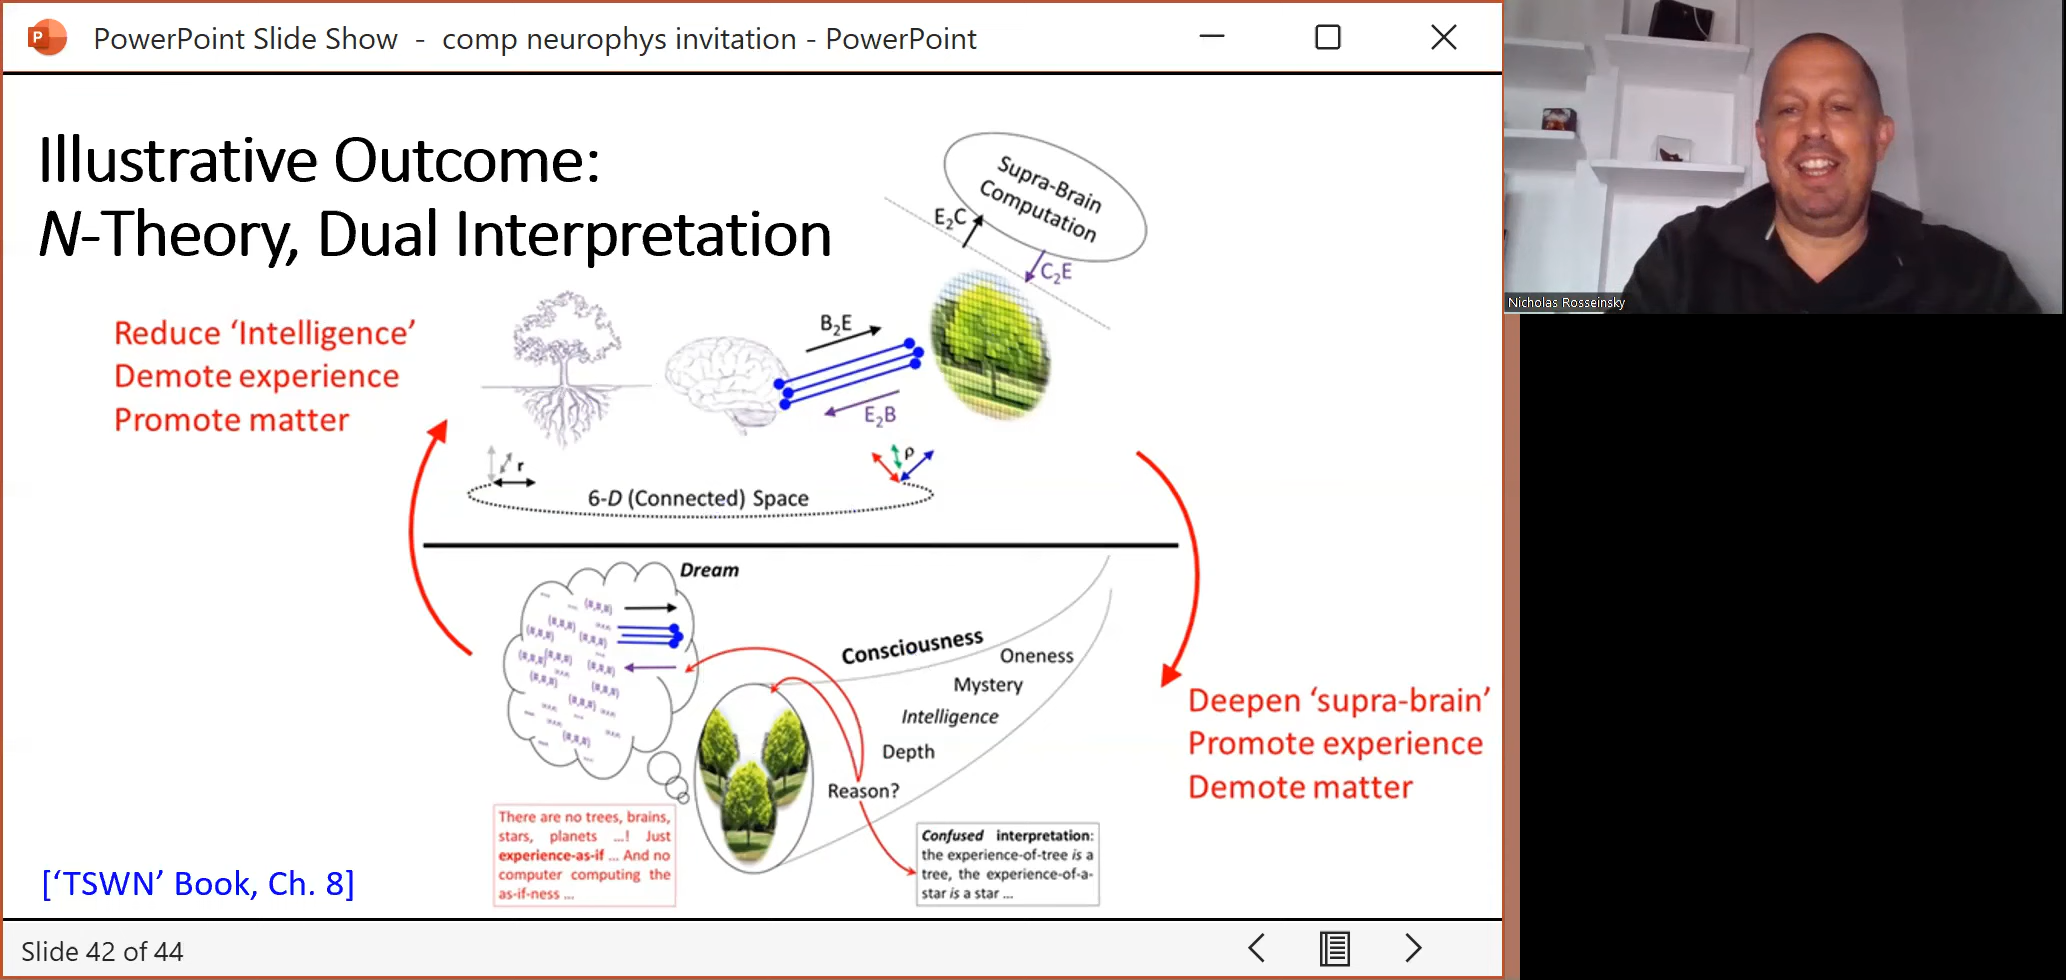 PowerPoint Slide Show - comp neurophys invitation - PowerPoint
Illustrative Outcome:
N-Theory, Dual Interpretation
Supra-Brain
Computation
E₂C
C₂E
Reduce ‘Intelligence’
Demote experience
Promote matter
B₂E
E₂B
r
ρ
6-D (Connected) Space
Dream
Consciousness
Oneness
Mystery
Intelligence
Depth
Reason?
Deepen ‘supra-brain’
Promote experience
Demote matter
There are no trees, brains,
stars, planets ...! Just
experience-as-if ... And no
computer computing the
as-if-ness ...
Confused interpretation:
the experience-of-tree is a
tree, the experience-of-a-
star is a star ...
[‘TSWN’ Book, Ch. 8]
Slide 42 of 44
Nicholas Rosseinsky